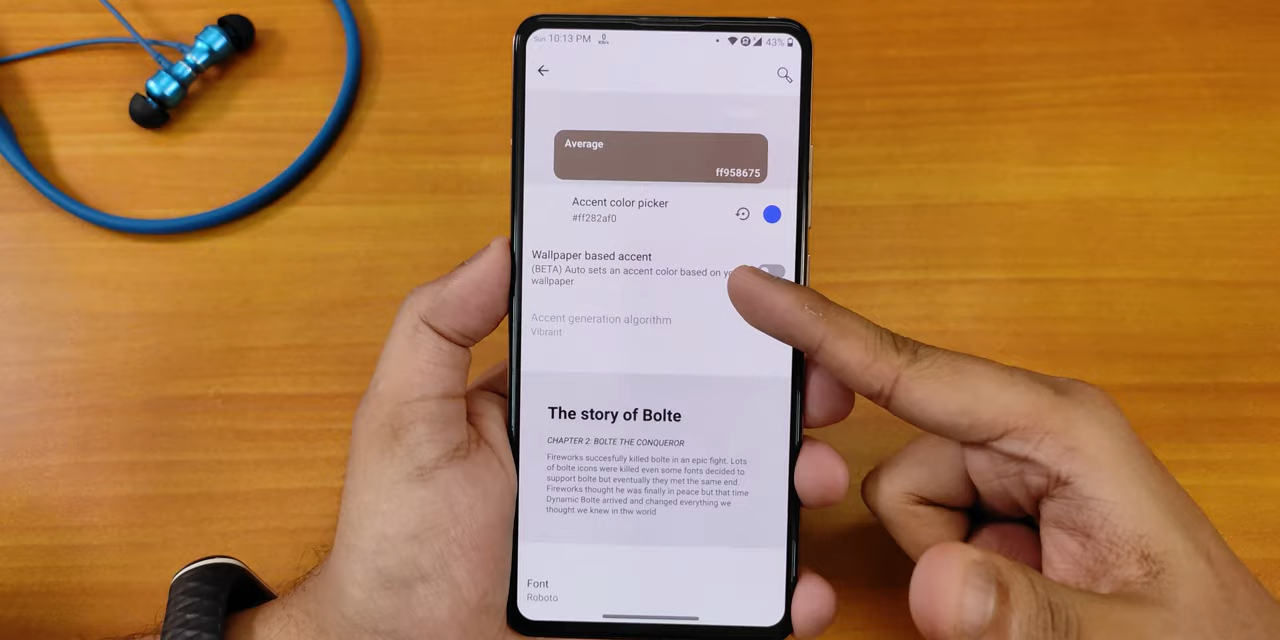 Sun 10:13 PM 0 KB/s
43%
Average
ff958675
Accent color picker
#ff282af0
Wallpaper based accent
(BETA) Auto sets an accent color based on
wallpaper
Accent generation algorithm
Vibrant
The story of Bolte
CHAPTER 2: BOLTE THE CONQUEROR
Fireworks succesfully killed bolte in an epic fight. Lots
of bolte icons were killed even some fonts decided to
support bolte but eventually they met the same end.
Fireworks thought he was finally in peace but that time
Dynamic Bolte arrived and changed everything we
thought we knew in thw world
Font
Roboto